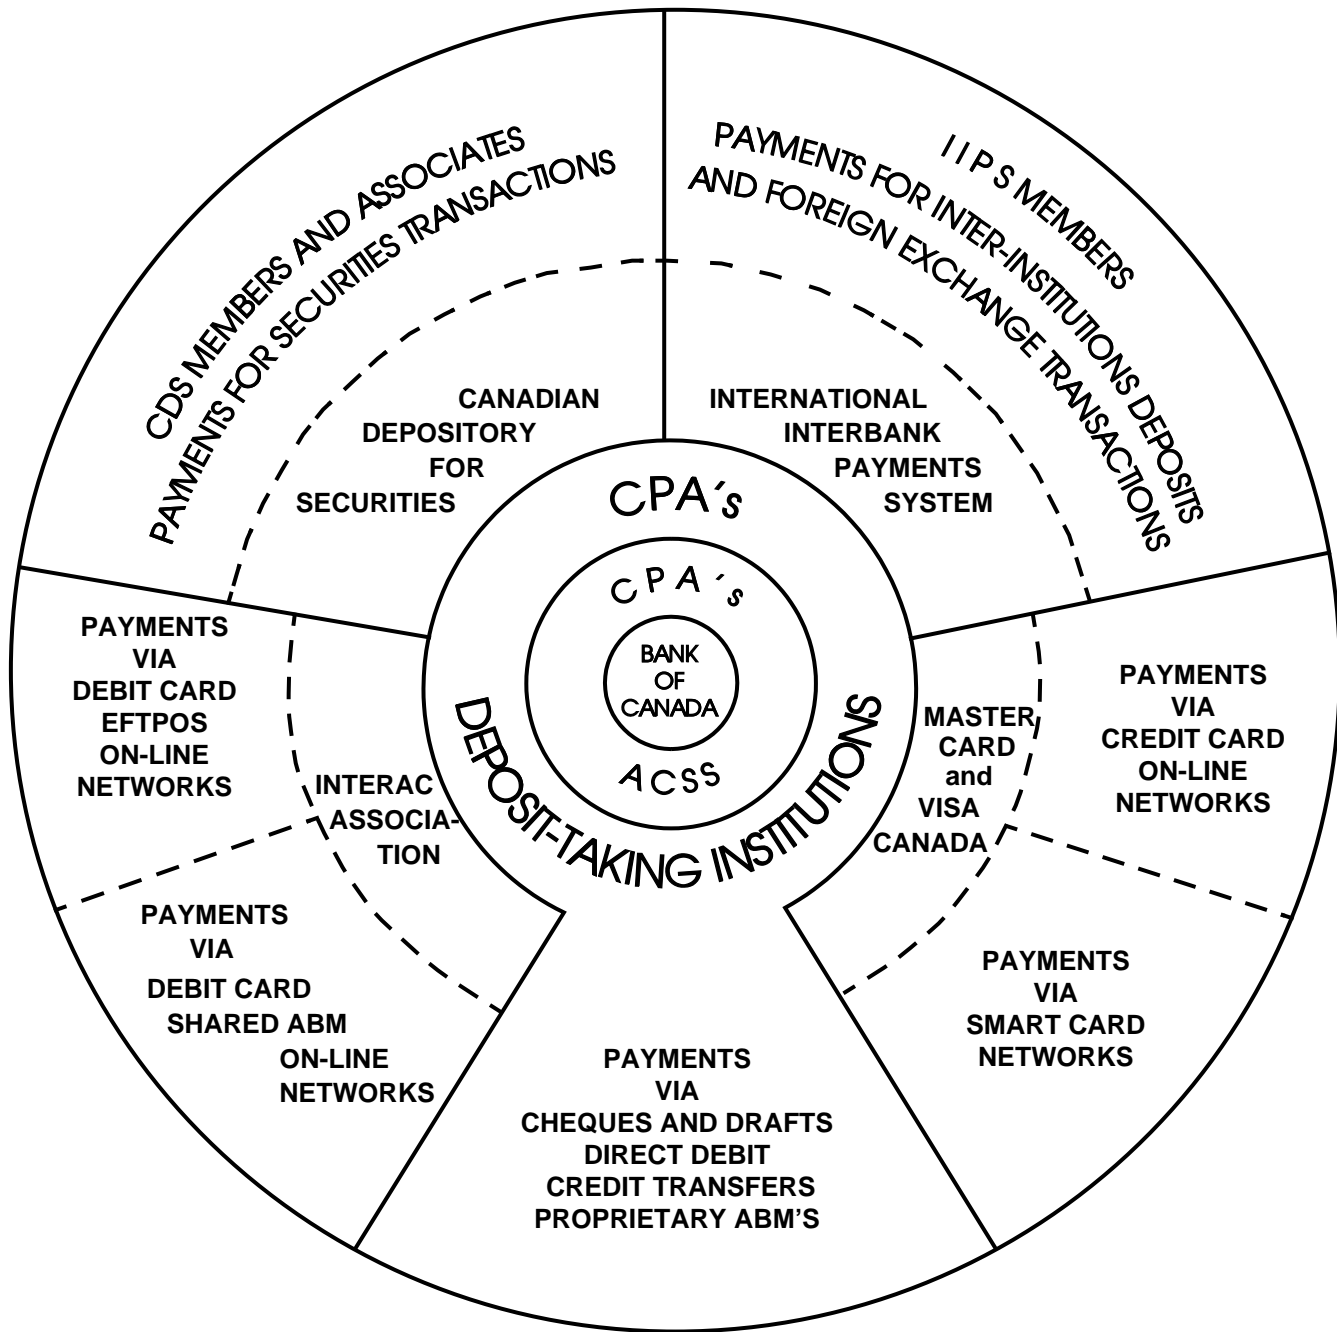 CDS MEMBERS AND ASSOCIATES
PAYMENTS FOR SECURITIES TRANSACTIONS
I I P S MEMBERS
PAYMENTS FOR INTER-INSTITUTIONS DEPOSITS
AND FOREIGN EXCHANGE TRANSACTIONS
CANADIAN
DEPOSITORY
FOR
SECURITIES
INTERNATIONAL
INTERBANK
PAYMENTS
SYSTEM
CPA's
DEPOSIT-TAKING INSTITUTIONS
CPA's
ACSS
BANK
OF
CANADA
PAYMENTS
VIA
DEBIT CARD
EFTPOS
ON-LINE
NETWORKS
INTERAC
ASSOCIA-
TION
MASTER
CARD
and
VISA
CANADA
PAYMENTS
VIA
CREDIT CARD
ON-LINE
NETWORKS
PAYMENTS
VIA
DEBIT CARD
SHARED ABM
ON-LINE
NETWORKS
PAYMENTS
VIA
CHEQUES AND DRAFTS
DIRECT DEBIT
CREDIT TRANSFERS
PROPRIETARY ABM'S
PAYMENTS
VIA
SMART CARD
NETWORKS